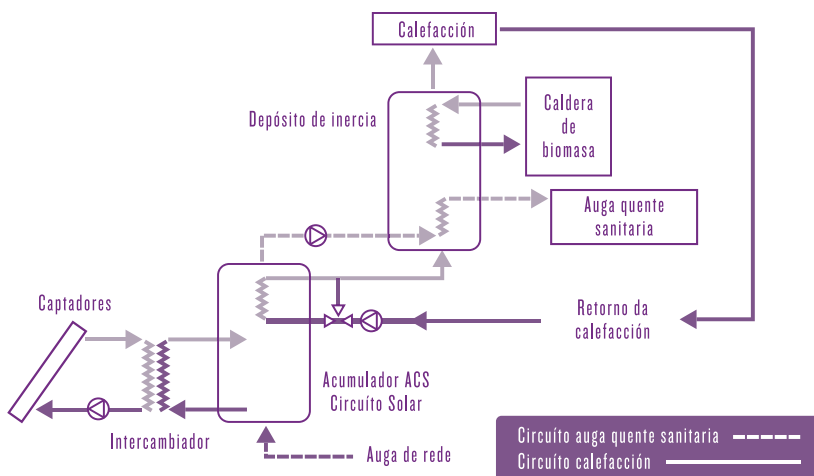 Calefacción
Depósito de inercia
Caldera
de
biomasa
Auga quente
sanitaria
Captadores
Retorno da
calefacción
Acumulador ACS
Circuíto Solar
Intercambiador
Auga de rede
Circuíto auga quente sanitaria
Circuíto calefacción